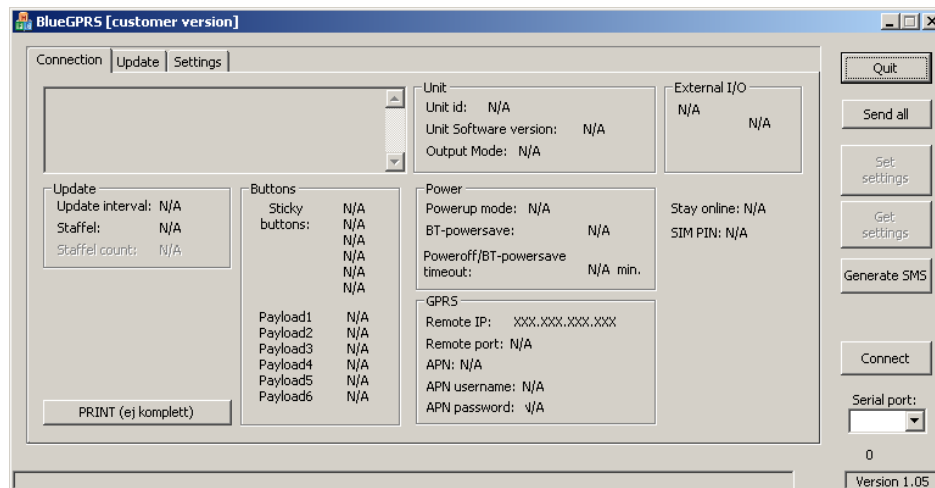 BlueGPRS [customer version]
Connection Update Settings
Unit
Unit id: N/A
Unit Software version: N/A
Output Mode: N/A
External I/O
N/A
N/A
Update
Update interval: N/A
Staffel: N/A
Staffel count: N/A
Buttons
Sticky buttons: N/A
N/A
N/A
N/A
N/A
N/A
Payload1 N/A
Payload2 N/A
Payload3 N/A
Payload4 N/A
Payload5 N/A
Payload6 N/A
Power
Powerup mode: N/A
BT-powersave: N/A
Poweroff/BT-powersave
timeout: N/A min.
Stay online: N/A
SIM PIN: N/A
GPRS
Remote IP: XXX.XXX.XXX.XXX
Remote port: N/A
APN: N/A
APN username: N/A
APN password: N/A
PRINT (ej komplett)
Quit
Send all
Set
settings
Get
settings
Generate SMS
Connect
Serial port:
0
Version 1.05